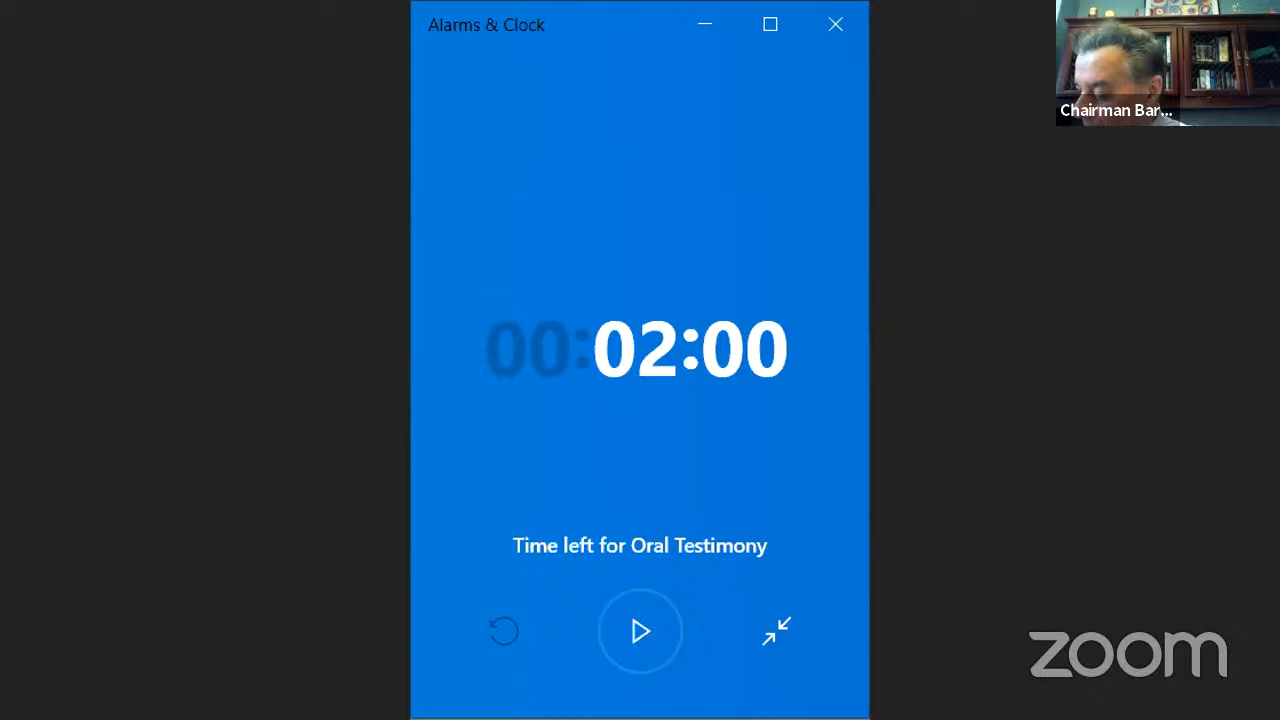 Alarms & Clock
Chairman Bar...
00:02:00
Time left for Oral Testimony
zoom